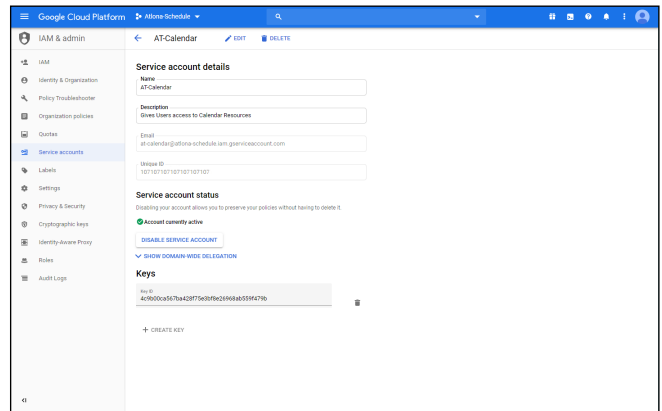 Google Cloud Platform
Atlona-Schedule
IAM & admin
AT-Calendar
EDIT
DELETE
IAM
Identity & Organization
Policy Troubleshooter
Organization policies
Quotas
Service accounts
Labels
Settings
Privacy & Security
Cryptographic keys
Identity-Aware Proxy
Roles
Audit Logs
Service account details
Name
AT-Calendar
Description
Gives Users access to Calendar Resources
Email
at-calendar@atlona-schedule.iam.gserviceaccount.com
Unique ID
107107107107107107107
Service account status
Disabling your account allows you to preserve your policies without having to delete it.
Account currently active
DISABLE SERVICE ACCOUNT
SHOW DOMAIN-WIDE DELEGATION
Keys
Key ID
4c9b00ca567ba428f75e3bf8e26968ab559f479b
+ CREATE KEY